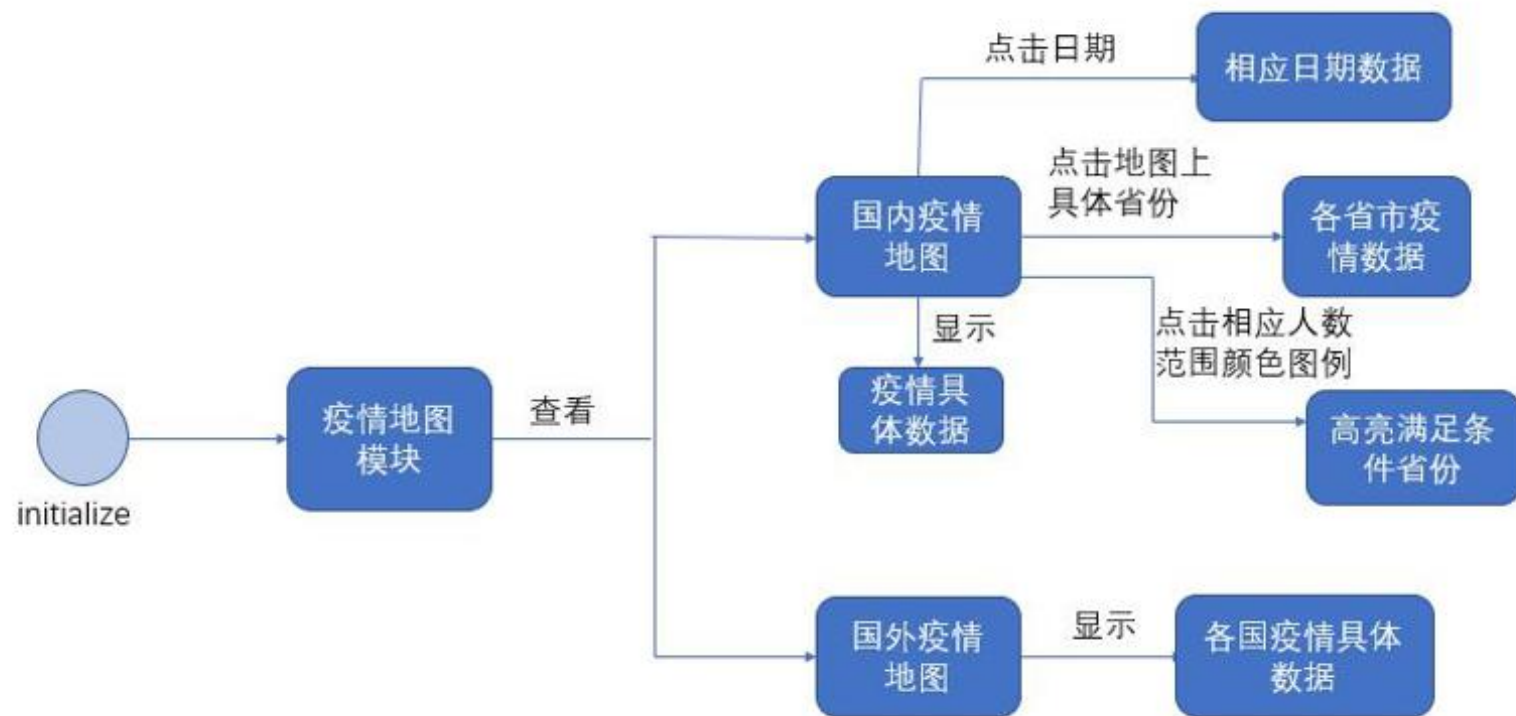 点击日期
相应日期数据
点击地图上
具体省份
国内疫情
地图
各省市疫
情数据
显示
点击相应人数
范围颜色图例
疫情具
体数据
疫情地图
模块
查看
高亮满足条
件省份
initialize
国外疫情
地图
显示
各国疫情具体
数据